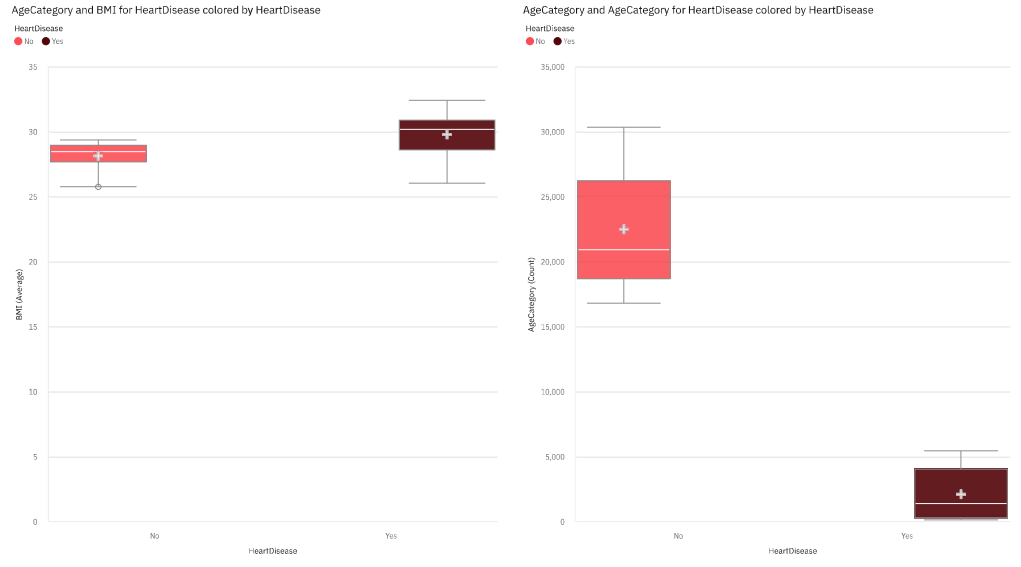 AgeCategory and BMI for HeartDisease colored by HeartDisease
HeartDisease
No Yes
35
30
25
20
15
10
5
0
BMI (Average)
No Yes
HeartDisease
AgeCategory and AgeCategory for HeartDisease colored by HeartDisease
HeartDisease
No Yes
35,000
30,000
25,000
20,000
15,000
10,000
5,000
0
AgeCategory (Count)
No Yes
HeartDisease